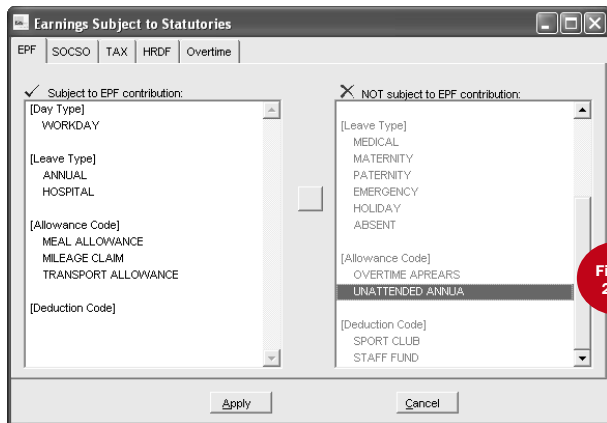 Earnings Subject to Statutories
EPF SOCSO TAX HRDF Overtime
Subject to EPF contribution:
[Day Type]
WORKDAY
[Leave Type]
ANNUAL
HOSPITAL
[Allowance Code]
MEAL ALLOWANCE
MILEAGE CLAIM
TRANSPORT ALLOWANCE
[Deduction Code]
NOT subject to EPF contribution:
[Leave Type]
MEDICAL
MATERNITY
PATERNITY
EMERGENCY
HOLIDAY
ABSENT
[Allowance Code]
OVERTIME APREARS
UNATTENDED ANNUA
[Deduction Code]
SPORT CLUB
STAFF FUND
Apply Cancel